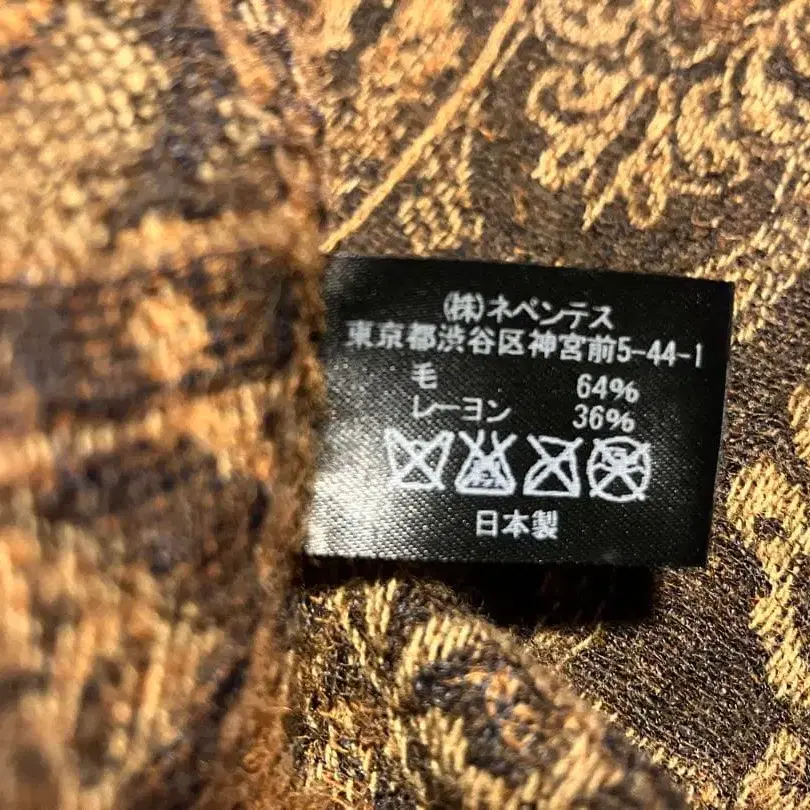 (株)ネペンテス
東京都渋谷区神宮前5-44-1
毛 64%
レーヨン 36%
日本製